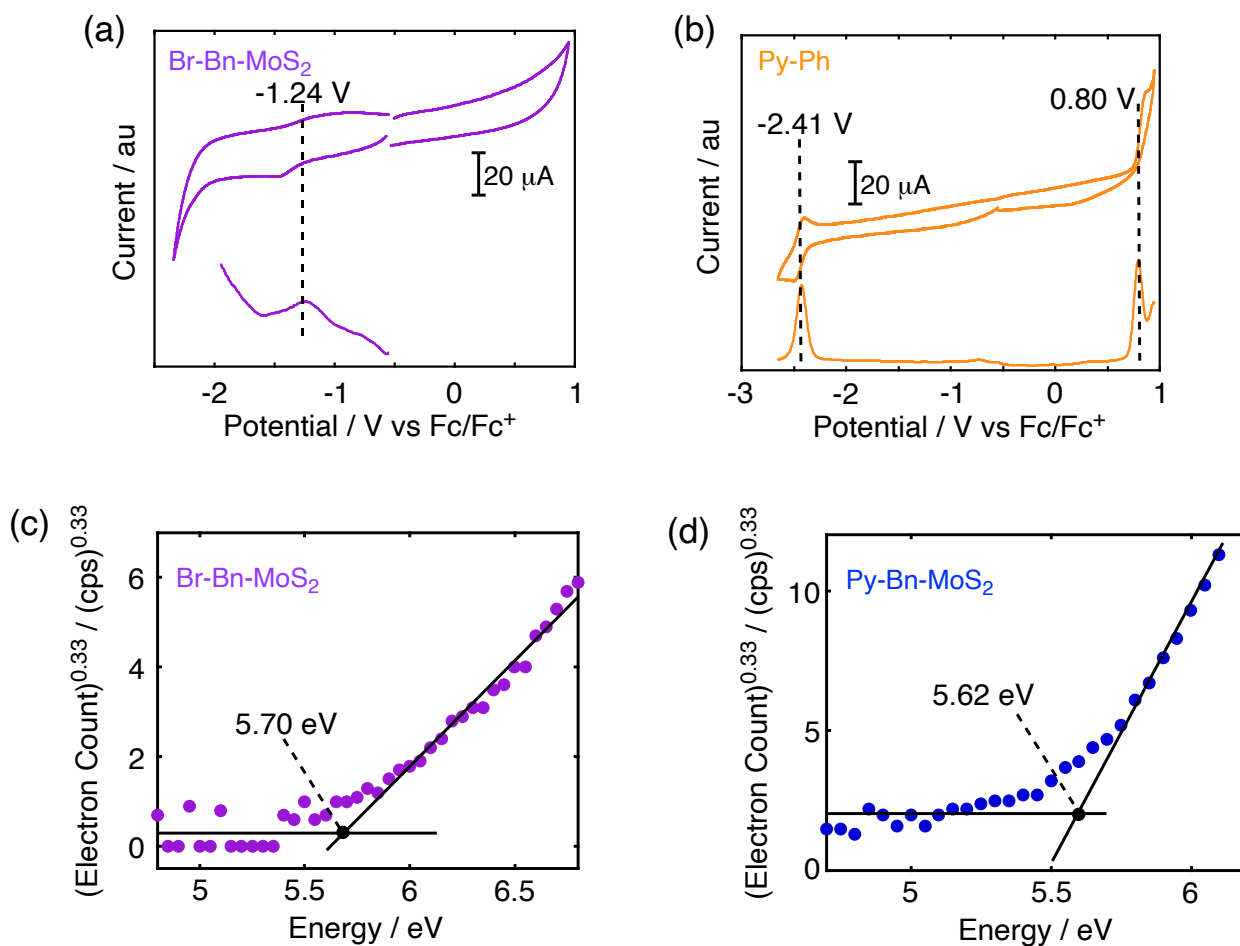 (a)
Br-Bn-MoS₂
-1.24 V
20 μA
Current / au
-2 -1 0 1
Potential / V vs Fc/Fc⁺
(b)
Py-Ph
-2.41 V
0.80 V
20 μA
Current / au
-3 -2 -1 0 1
Potential / V vs Fc/Fc⁺
(c)
(Electron Count)^0.33 / (cps)^0.33
Br-Bn-MoS₂
5.70 eV
6
4
2
0
5 5.5 6 6.5
Energy / eV
(d)
(Electron Count)^0.33 / (cps)^0.33
Py-Bn-MoS₂
5.62 eV
10
5
0
5 5.5 6
Energy / eV